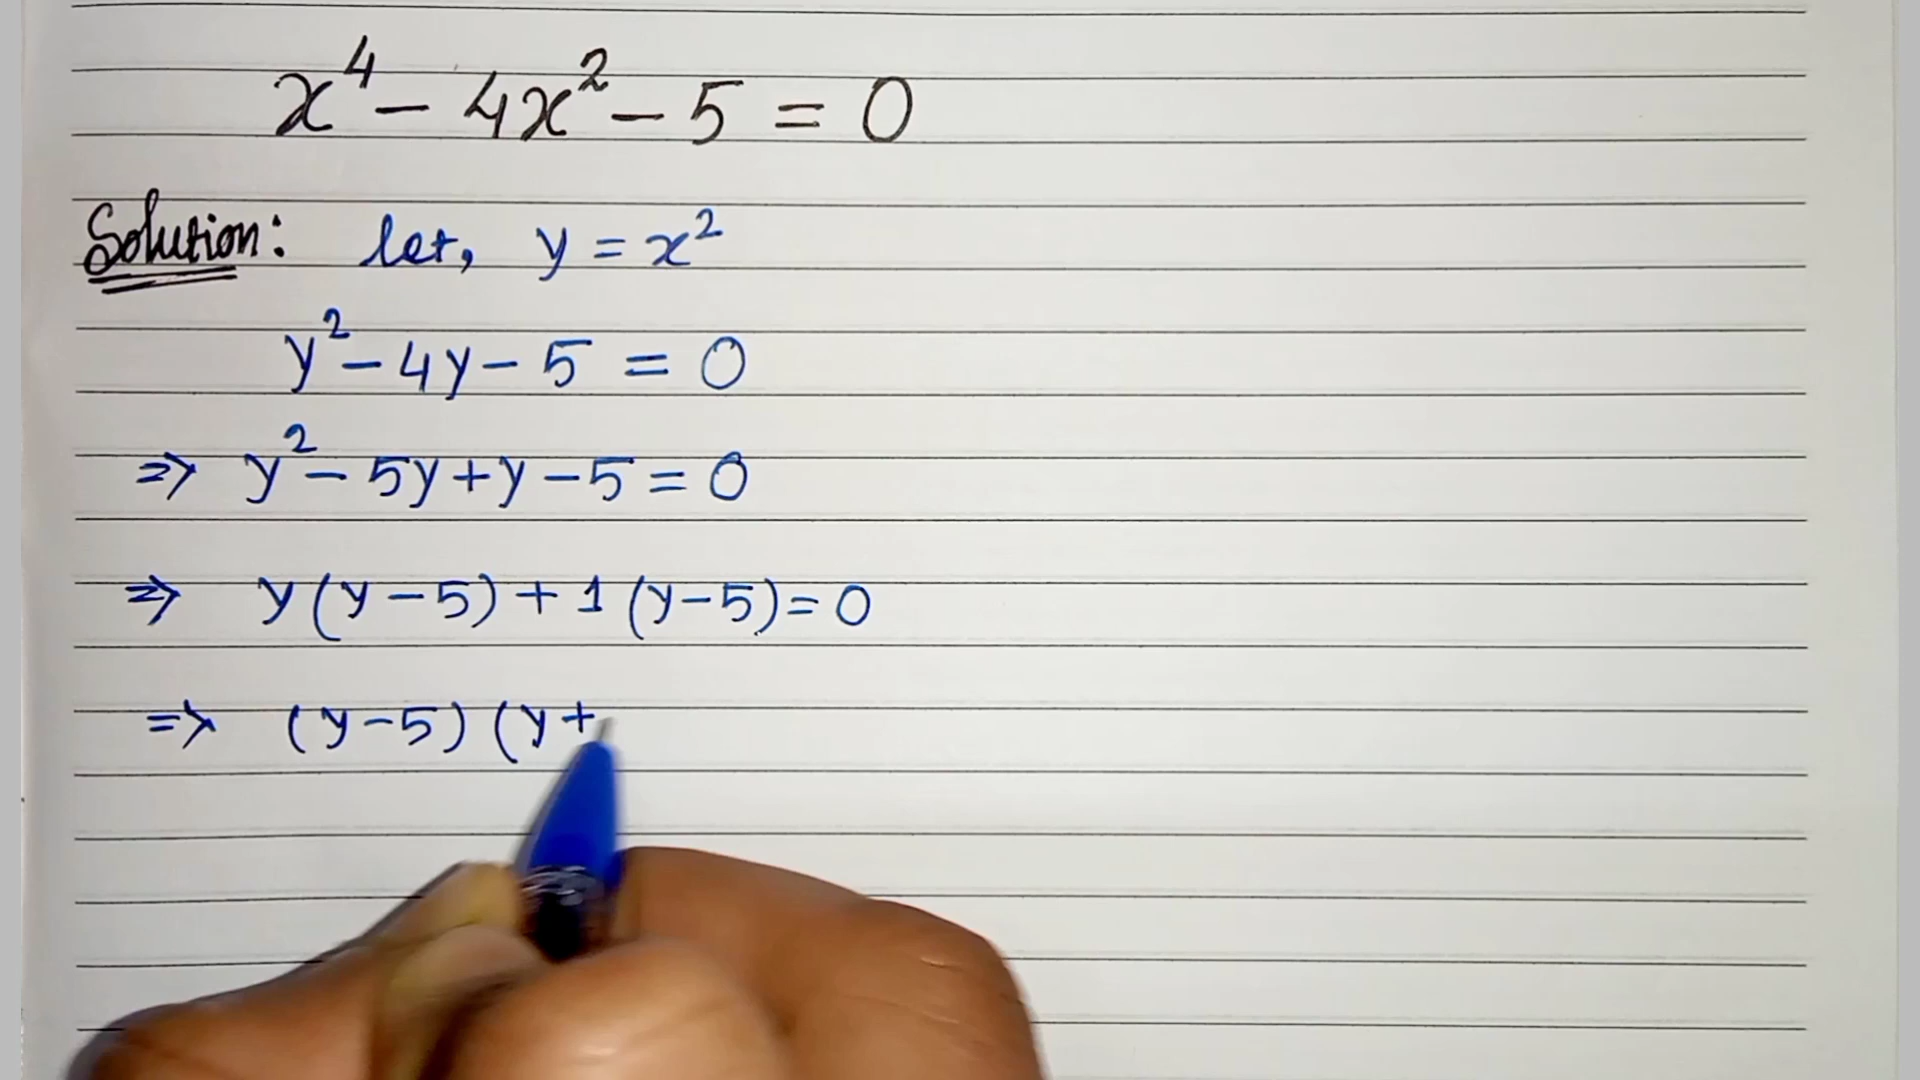 x⁴ - 4x² - 5 = 0
Solution: let, y = x²
y² - 4y - 5 = 0
⇒ y² - 5y + y - 5 = 0
⇒ y(y - 5) + 1(y - 5) = 0
⇒ (y - 5)(y +